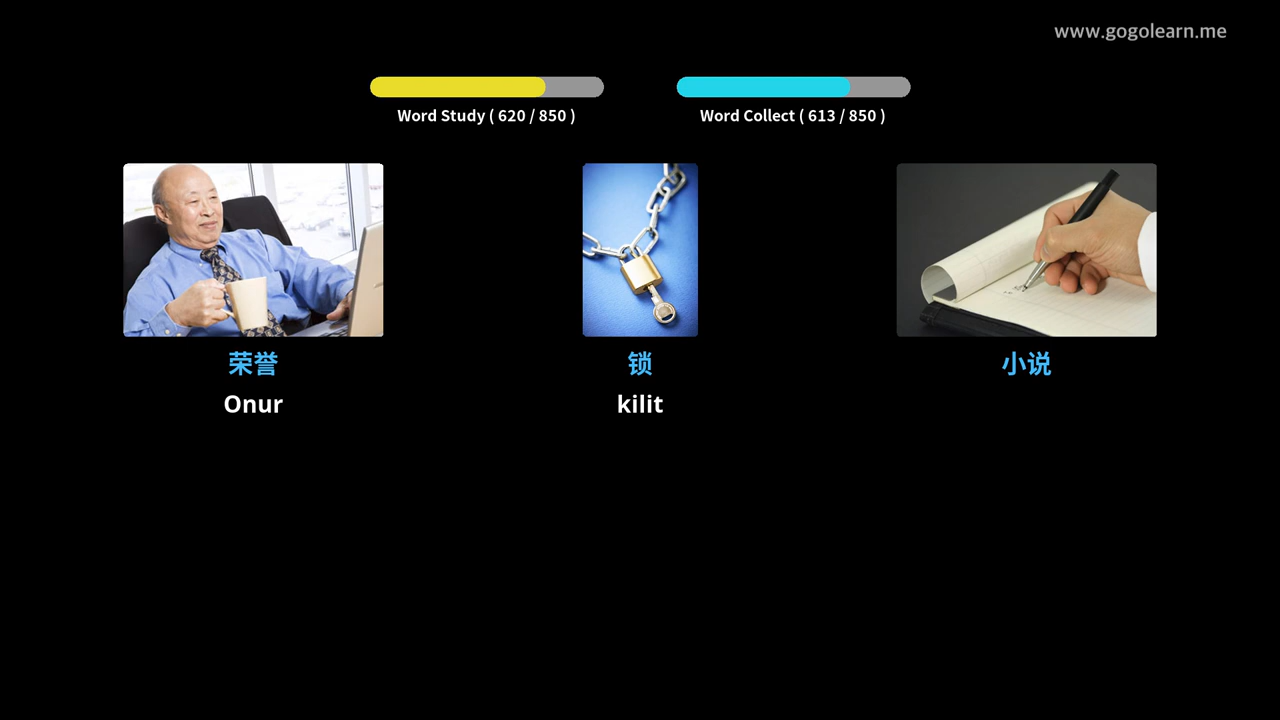 www.gogolearn.me
Word Study ( 620 / 850 )
Word Collect ( 613 / 850 )
荣誉
锁
小说
Onur
kilit